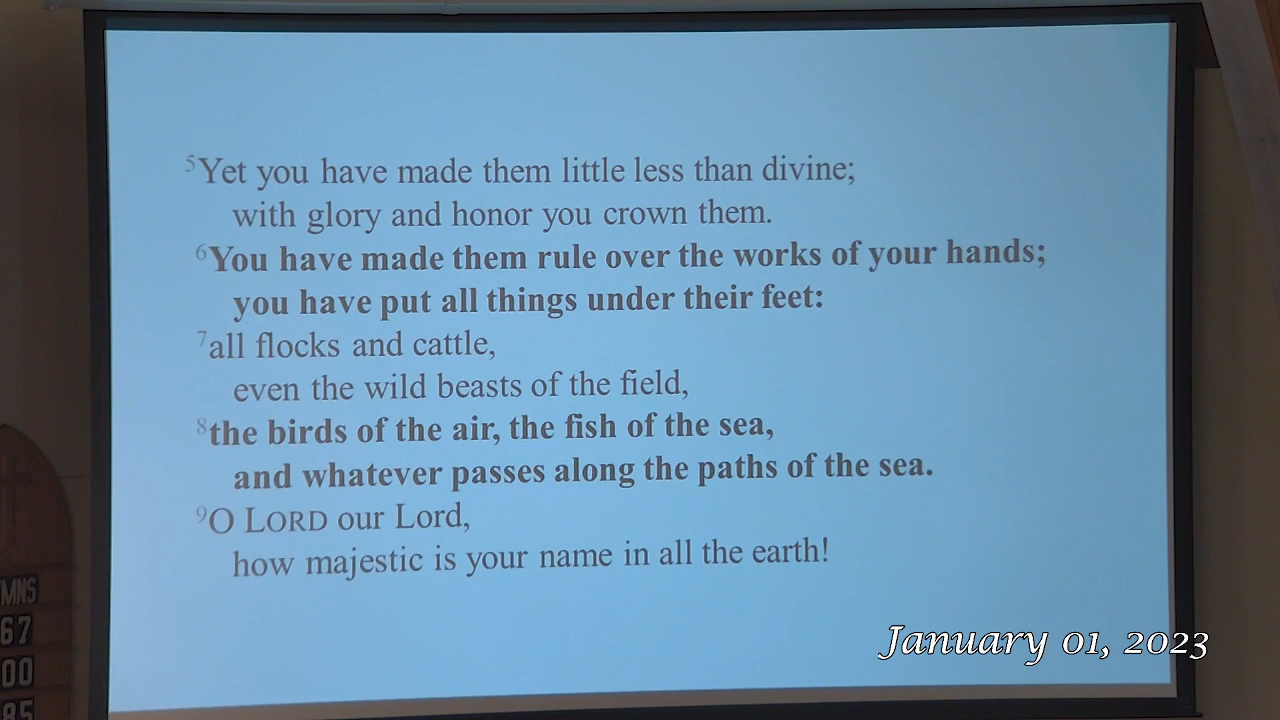 5Yet you have made them little less than divine;
with glory and honor you crown them.
6You have made them rule over the works of your hands;
you have put all things under their feet:
7all flocks and cattle,
even the wild beasts of the field,
8the birds of the air, the fish of the sea,
and whatever passes along the paths of the sea.
9O LORD our Lord,
how majestic is your name in all the earth!
January 01, 2023
MNS
67
00
85